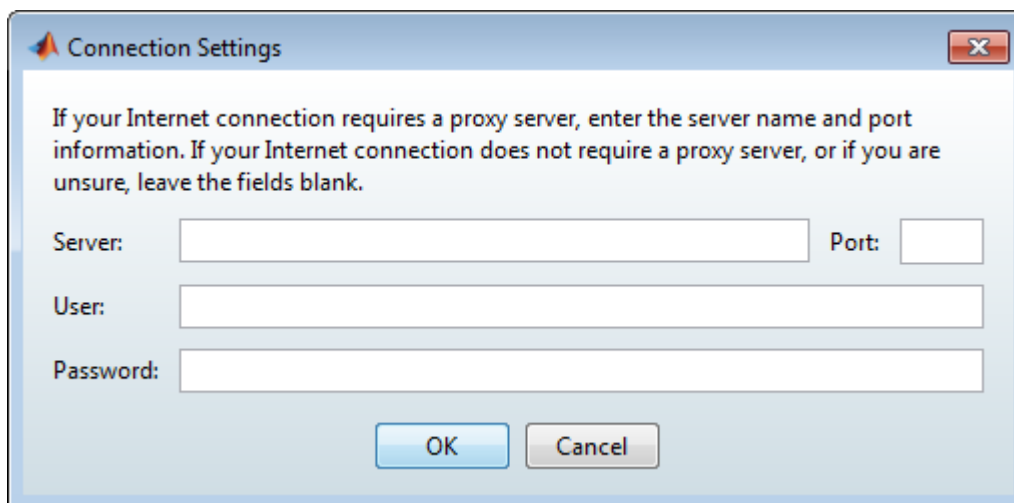 Connection Settings
If your Internet connection requires a proxy server, enter the server name and port
information. If your Internet connection does not require a proxy server, or if you are
unsure, leave the fields blank.
Server: Port:
User:
Password:
OK Cancel